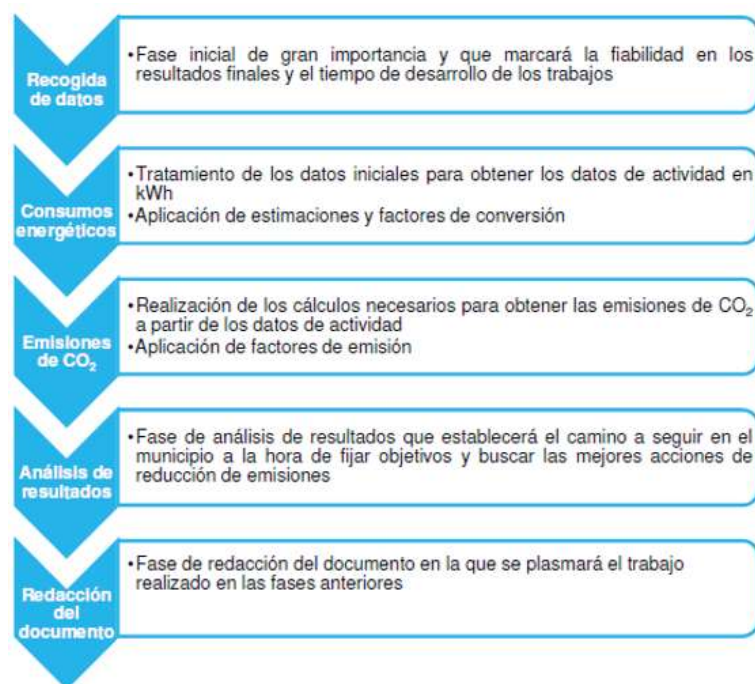 Recogida
de datos
•Fase inicial de gran importancia y que marcará la fiabilidad en los
resultados finales y el tiempo de desarrollo de los trabajos
Consumos
energéticos
•Tratamiento de los datos iniciales para obtener los datos de actividad en
kWh
•Aplicación de estimaciones y factores de conversión
Emisiones
de CO₂
•Realización de los cálculos necesarios para obtener las emisiones de CO₂
a partir de los datos de actividad
•Aplicación de factores de emisión
Análisis de
resultados
•Fase de análisis de resultados que establecerá el camino a seguir en el
municipio a la hora de fijar objetivos y buscar las mejores acciones de
reducción de emisiones
Redacción
del
documento
•Fase de redacción del documento en la que se plasmará el trabajo
realizado en las fases anteriores